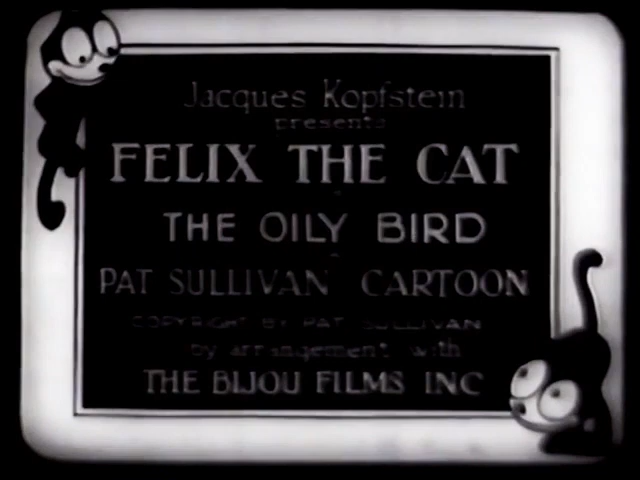 Jacques Kopfstein
presents
FELIX THE CAT
THE OILY BIRD
PAT SULLIVAN CARTOON
COPYRIGHT BY PAT SULLIVAN
by arrangement with
THE BIJOU FILMS INC